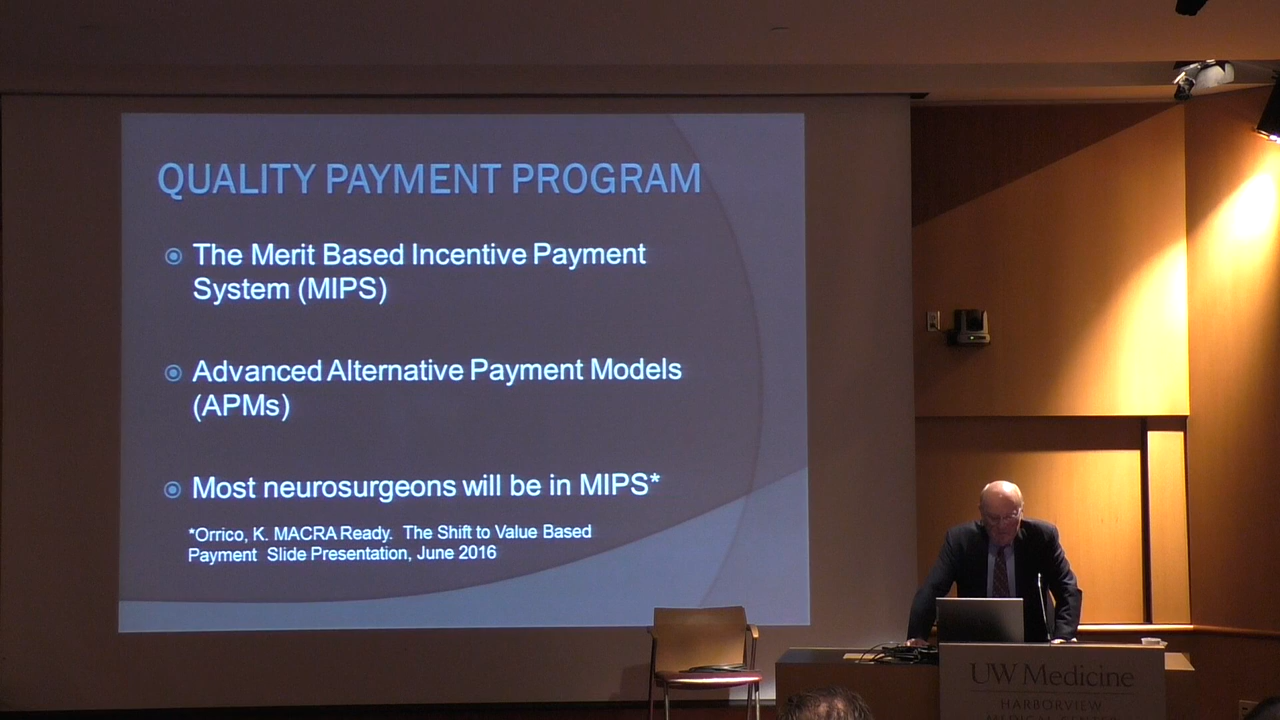 QUALITY PAYMENT PROGRAM
The Merit Based Incentive Payment
System (MIPS)
Advanced Alternative Payment Models
(APMs)
Most neurosurgeons will be in MIPS*
*Orrico, K. MACRA Ready. The Shift to Value Based
Payment Slide Presentation, June 2016
UW Medicine
HARBORVIEW